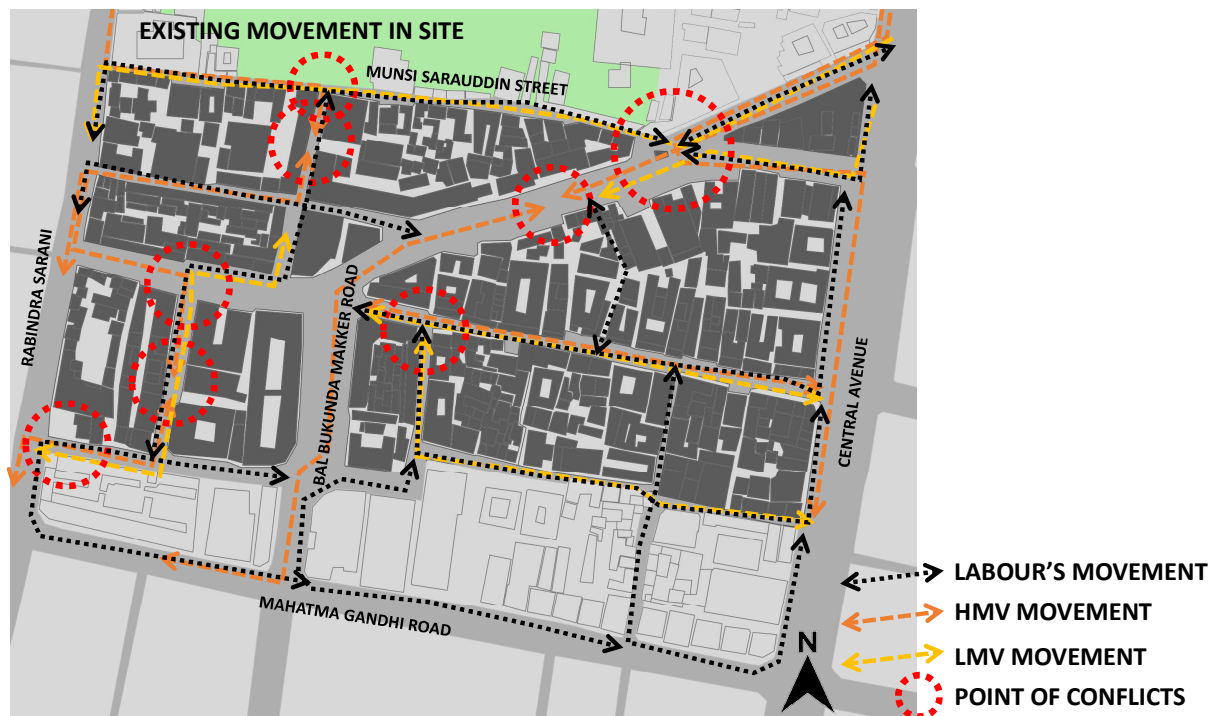 EXISTING MOVEMENT IN SITE
MUNSI SARAUDDIN STREET
RABINDRA SARANI
BAL BUKUNDA MAKKER ROAD
CENTRAL AVENUE
MAHATMA GANDHI ROAD
N
LABOUR'S MOVEMENT
HMV MOVEMENT
LMV MOVEMENT
POINT OF CONFLICTS